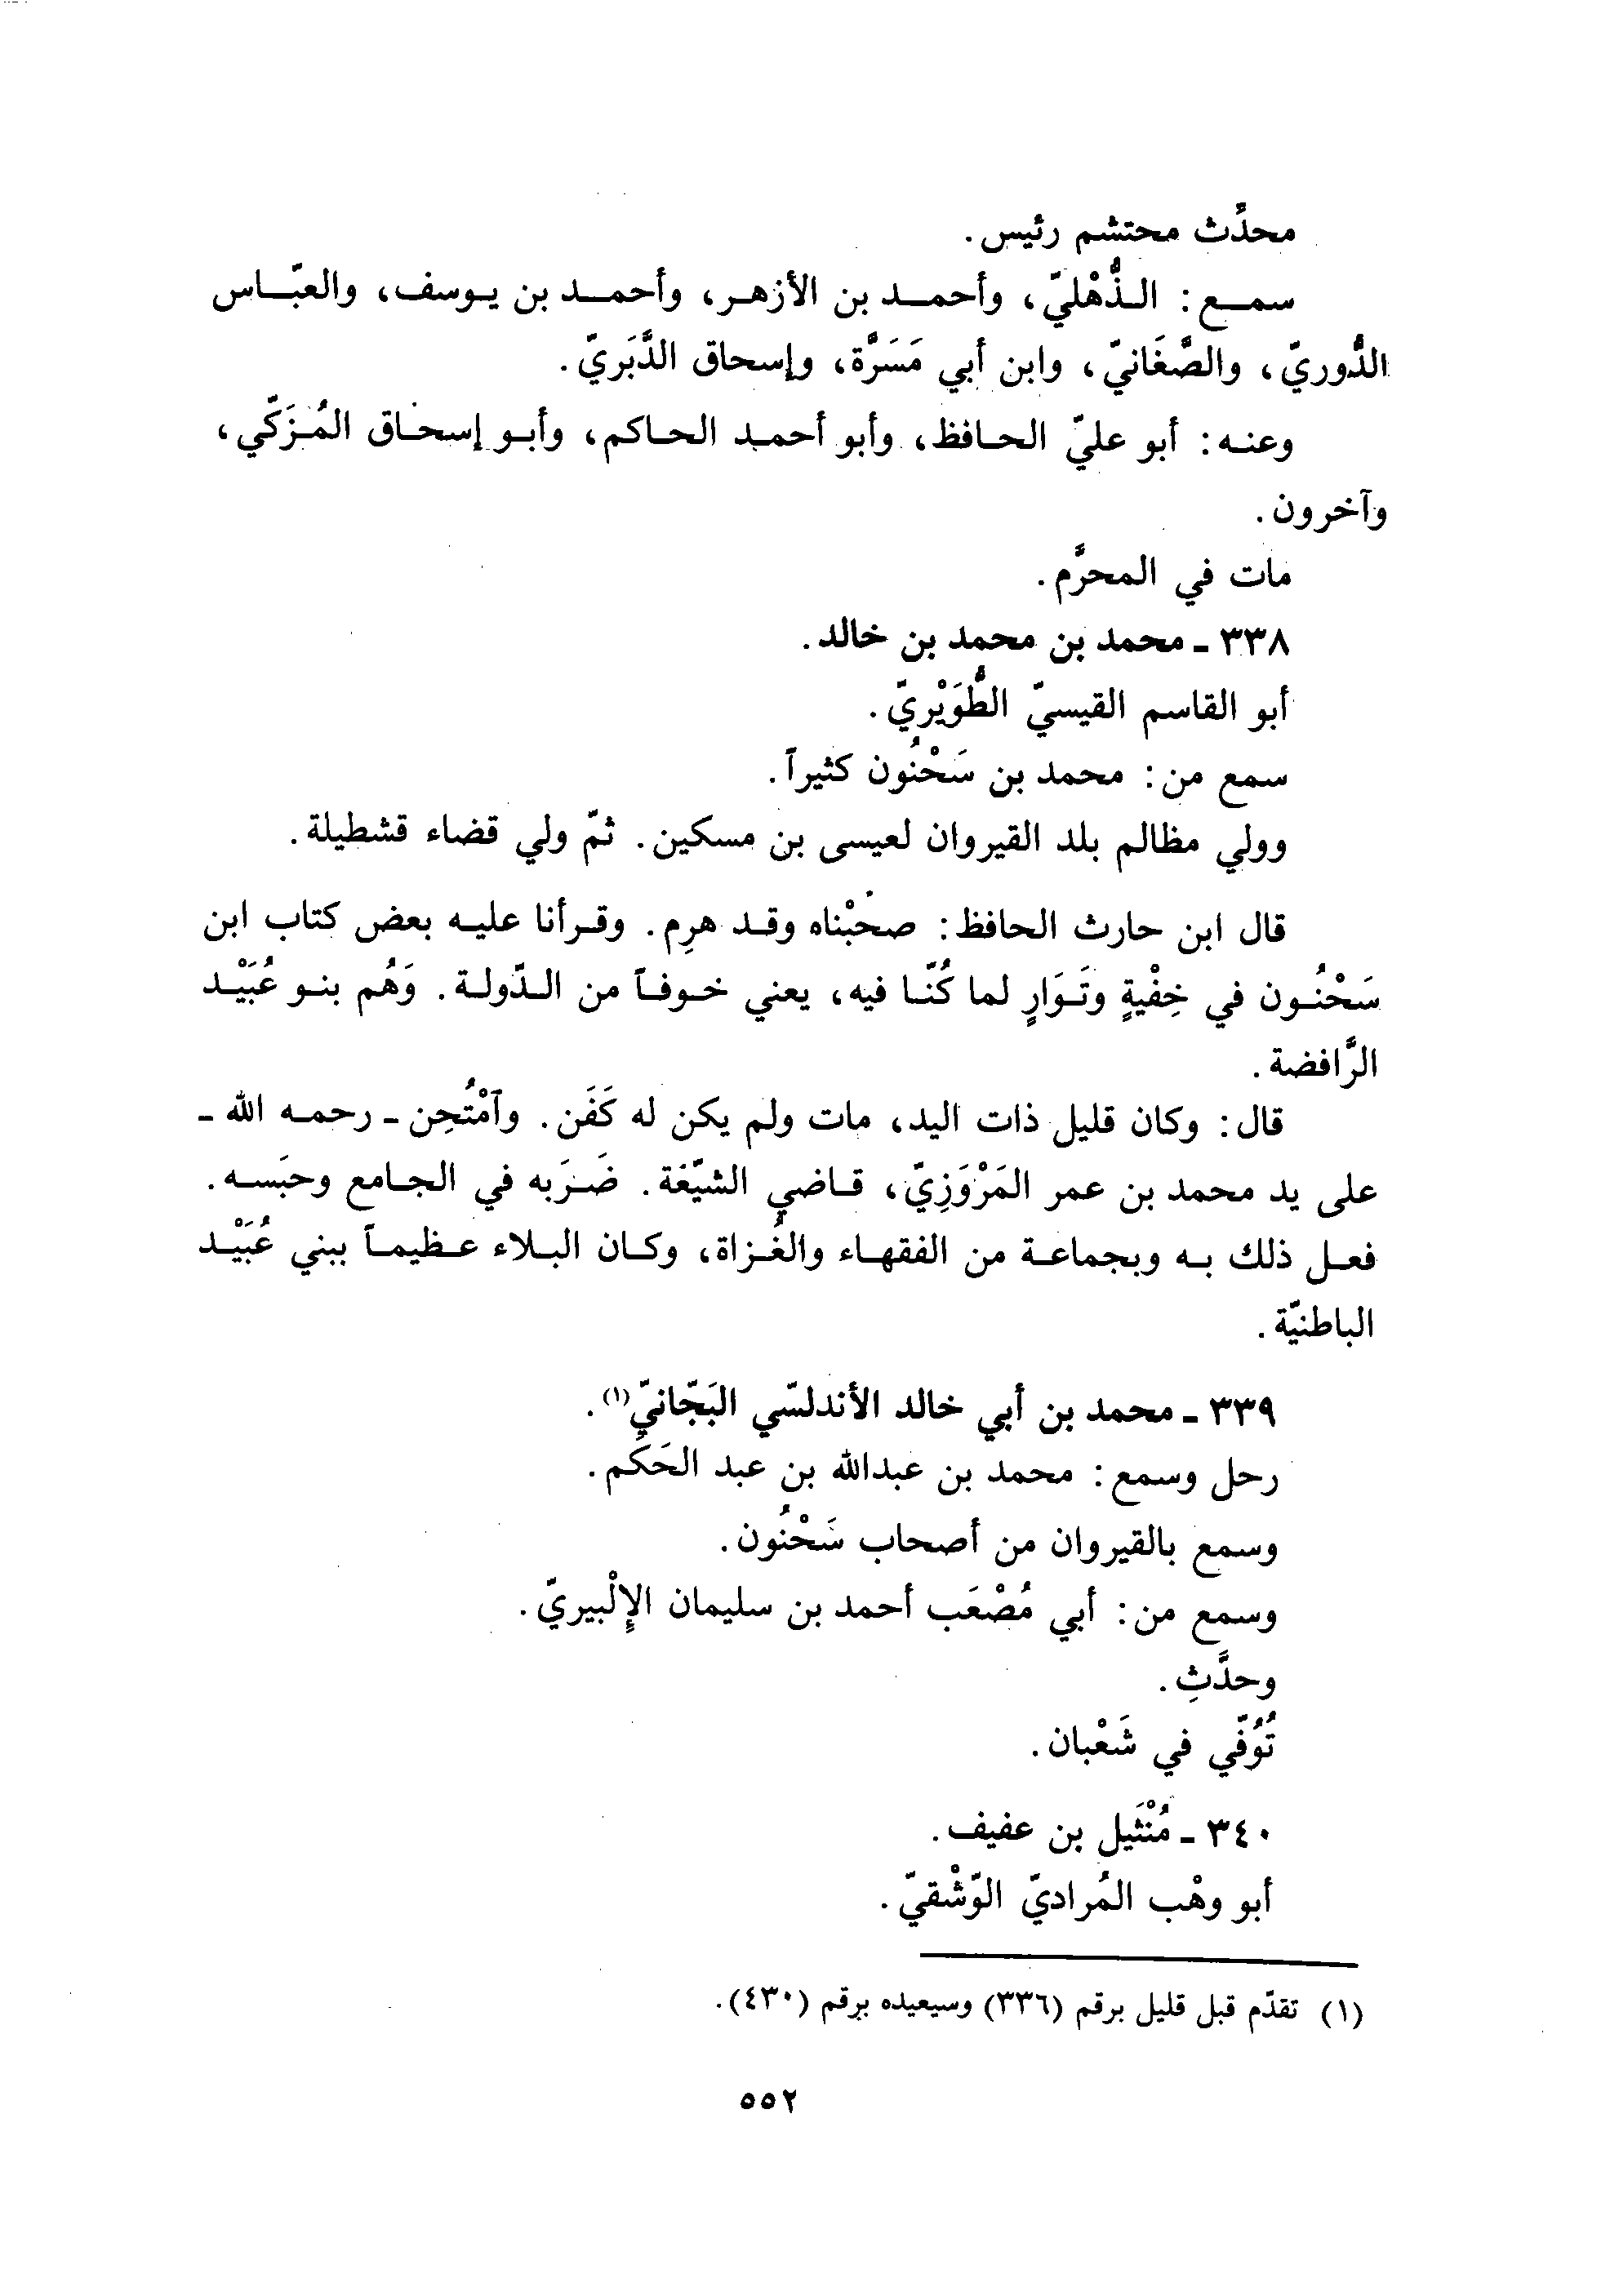 محدِّث محتشم رئيس.
سمع: الذُّهْليّ، وأحمد بن الأزهر، وأحمد بن يوسف، والعبّاس
الدُّوريّ، والصَّغَانيّ، وابن أبي مَسَرَّة، وإسحاق الدَّبَريّ.
وعنه: أبو عليّ الحافظ، وأبو أحمد الحاكم، وأبو إسحاق المُزَكّي،
وآخرون.
مات في المحرَّم.
٣٣٨ ـ محمد بن محمد بن خالد.
أبو القاسم القيسيّ الطُّوَيْريّ.
سمع من: محمد بن سَحْنُون كثيراً.
وولي مظالم بلد القيروان لعيسى بن مسكين. ثمّ ولي قضاء قشطيلة.
قال ابن حارث الحافظ: صحبْناه وقد هرِم. وقرأنا عليه بعض كتاب ابن
سَحْنُون في خِفْيةٍ وتَوَارٍ لما كُنّا فيه، يعني خوفاً من الدّولة. وَهُم بنو عُبَيْد
الرَّافضة.
قال: وكان قليل ذات اليد، مات ولم يكن له كَفَن. وآمْتُحِن ـ رحمه الله ـ
على يد محمد بن عمر المَرْوَزِيّ، قاضي الشيّعَة. ضَرَبه في الجامع وحبَسه.
فعل ذلك به وبجماعة من الفقهاء والغُزاة، وكان البلاء عظيماً ببني عُبَيْد
الباطنيّة.
٣٣٩ ـ محمد بن أبي خالد الأندلسّي البَجّانيّ(١).
رحل وسمع: محمد بن عبدالله بن عبد الحَكَم.
وسمع بالقيروان من أصحاب سَحْنُون.
وسمع من: أبي مُصْعَب أحمد بن سليمان الإِلْبيريّ.
وحدَّثِ.
تُوُفّي في شَعْبان.
٣٤٠ ـ مُنْثَيل بن عفيف.
أبو وهْب المُراديّ الوّشْقيّ.
(١) تقدّم قبل قليل برقم (٣٣٦) وسيعيده برقم (٤٣٠).
٥٥٢